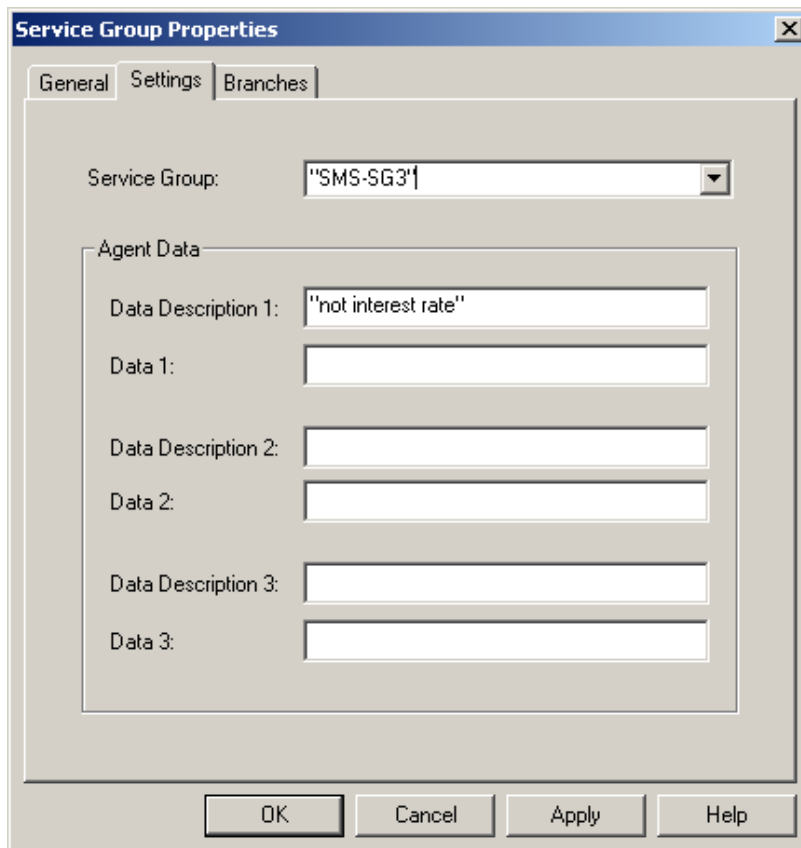 Service Group Properties
General Settings Branches
Service Group: "SMS-SG3"
Agent Data
Data Description 1: "not interest rate"
Data 1:
Data Description 2:
Data 2:
Data Description 3:
Data 3:
OK Cancel Apply Help